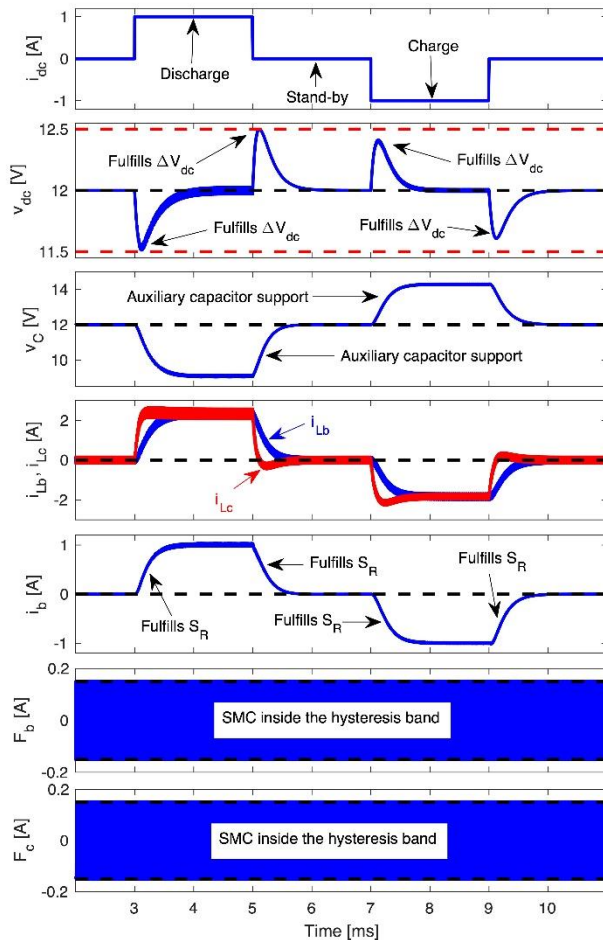 1
0
-1
i_dc [A]
Discharge
Stand-by
Charge
12.5
12
11.5
v_dc [V]
Fulfills ΔV_dc
Fulfills ΔV_dc
Fulfills ΔV_dc
Fulfills ΔV_dc
14
12
10
v_C [V]
Auxiliary capacitor support
Auxiliary capacitor support
2
0
-2
i_Lb, i_Lc [A]
i_Lb
i_Lc
1
0
-1
i_b [A]
Fulfills S_R
Fulfills S_R
Fulfills S_R
Fulfills S_R
0.2
0
-0.2
F_b [A]
SMC inside the hysteresis band
0.2
0
-0.2
F_c [A]
SMC inside the hysteresis band
3 4 5 6 7 8 9 10
Time [ms]